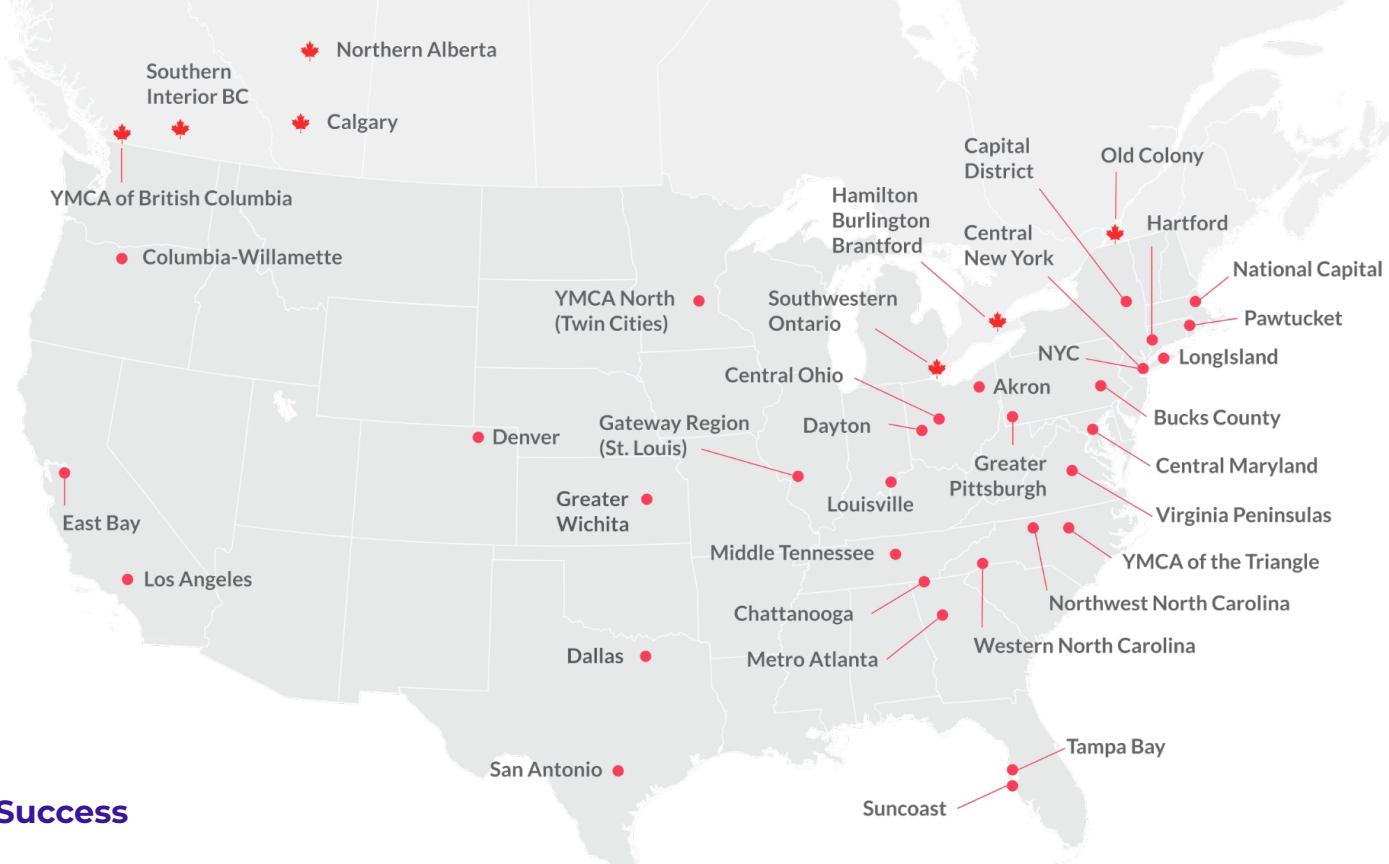 Northern Alberta
Southern
Interior BC
Calgary
YMCA of British Columbia
Columbia-Willamette
Capital
District
Old Colony
Hamilton
Burlington
Brantford
Central
New York
Hartford
National Capital
YMCA North
(Twin Cities)
Southwestern
Ontario
Pawtucket
NYC
LongIsland
Central Ohio
Akron
Bucks County
Denver
Gateway Region
(St. Louis)
Dayton
Greater
Pittsburgh
Central Maryland
Greater
Wichita
Louisville
Virginia Peninsulas
East Bay
Middle Tennessee
YMCA of the Triangle
Los Angeles
Chattanooga
Northwest North Carolina
Western North Carolina
Dallas
Metro Atlanta
San Antonio
Tampa Bay
Suncoast
Success